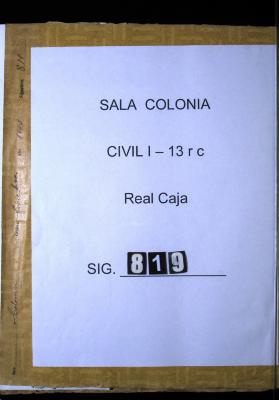 SALA COLONIA
CIVIL I – 13 r c
Real Caja
SIG. 819